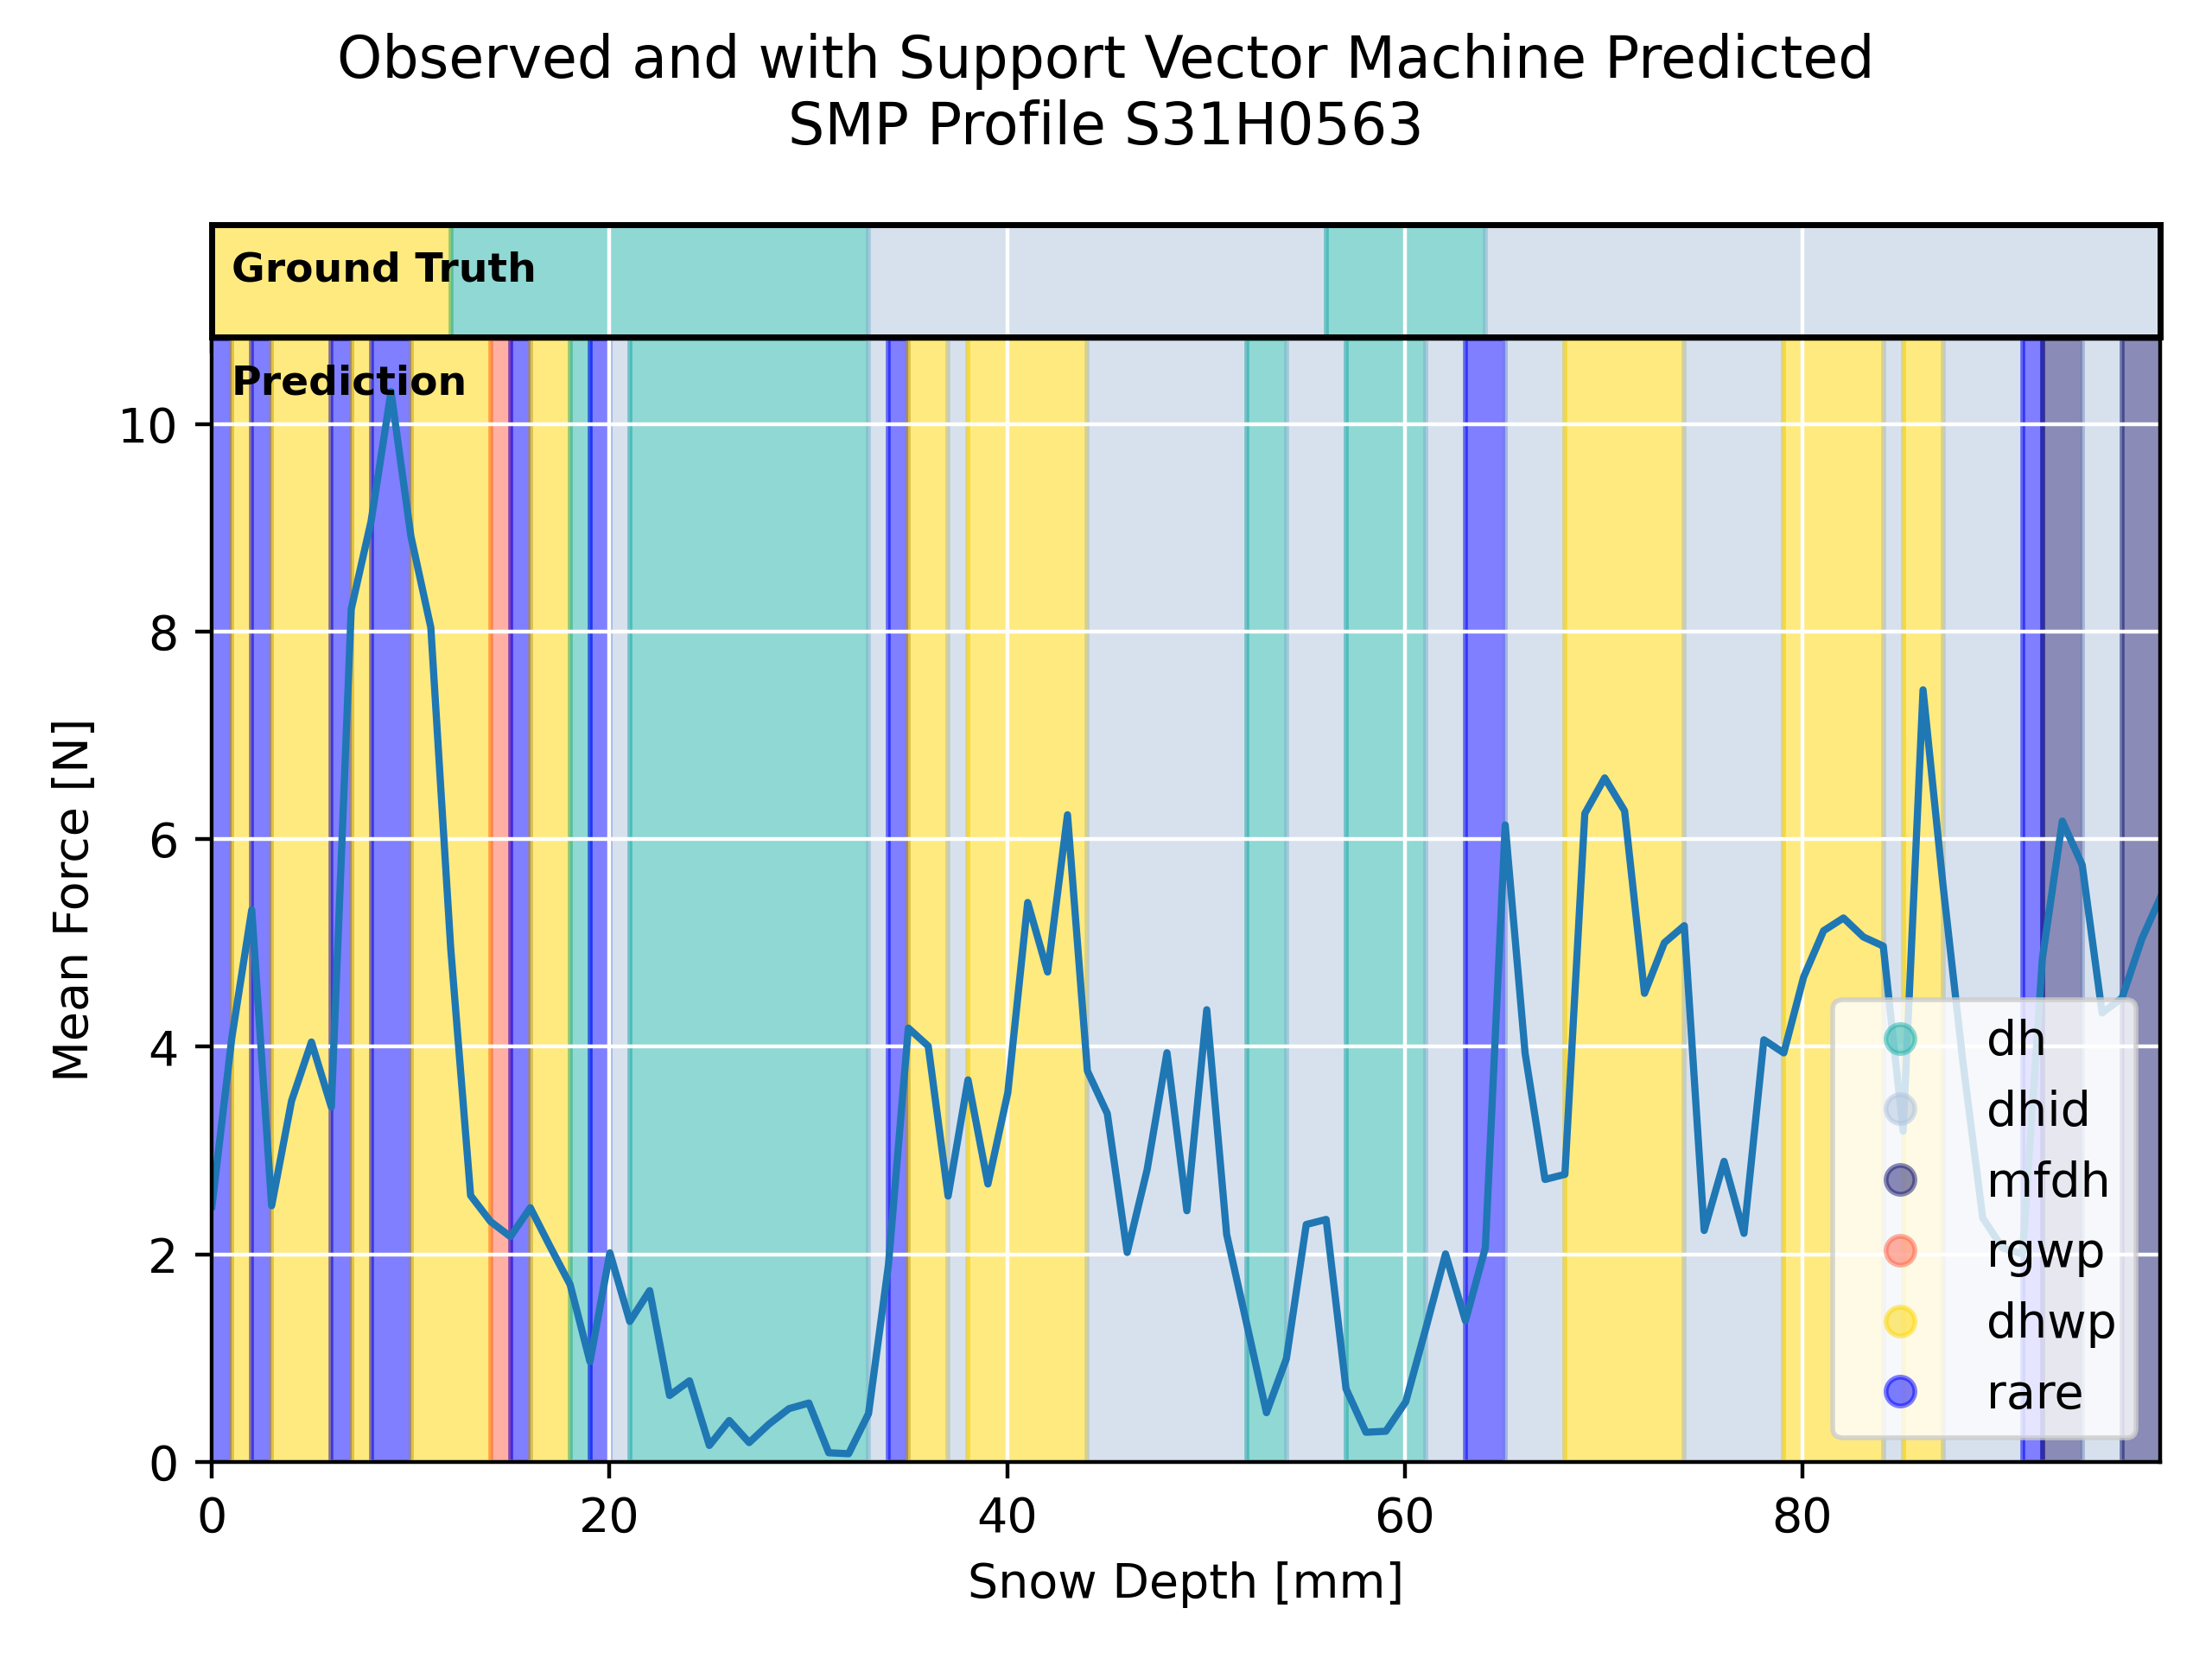 Observed and with Support Vector Machine Predicted
SMP Profile S31H0563
Ground Truth
Prediction
10
8
6
4
2
0
Mean Force [N]
dh
dhid
mfdh
rgwp
dhwp
rare
0 20 40 60 80
Snow Depth [mm]